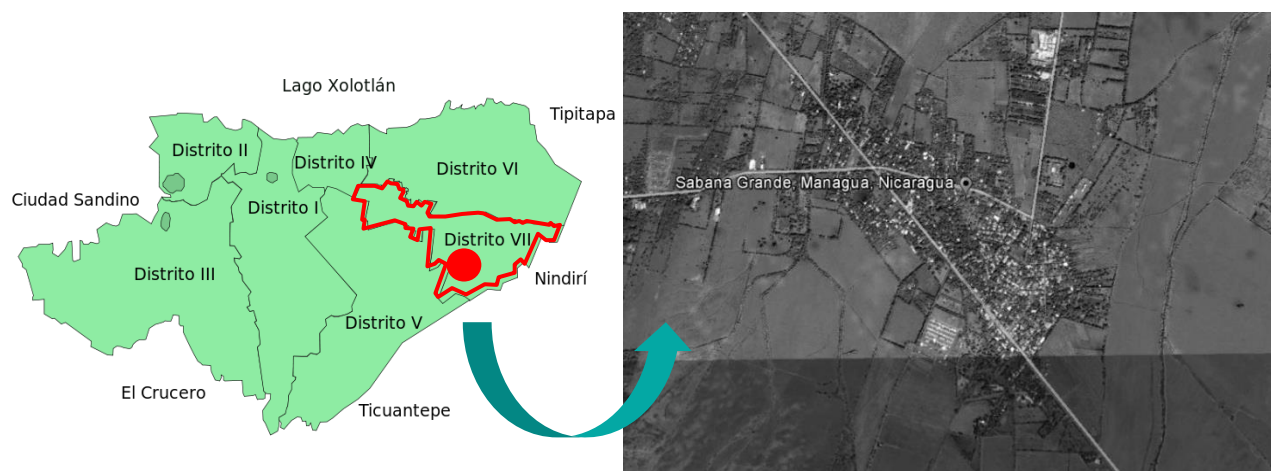 Lago Xolotlán
Tipitapa
Distrito II
Distrito IV
Distrito VI
Ciudad Sandino
Distrito I
Distrito VII
Distrito III
Nindirí
Distrito V
El Crucero
Ticuantepe
Sabana Grande, Managua, Nicaragua